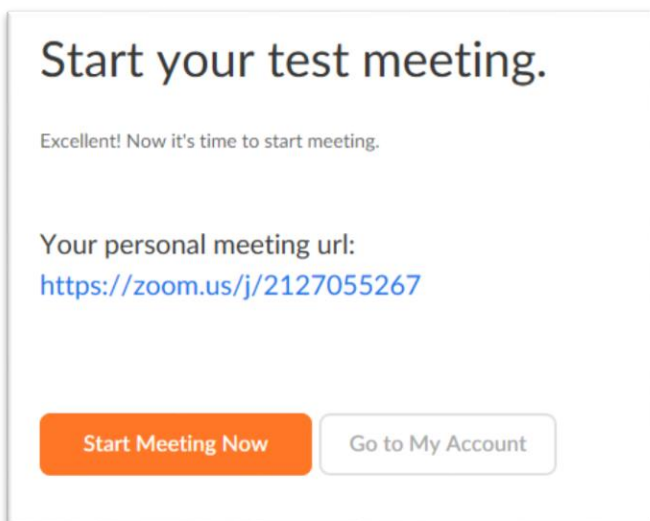 Start your test meeting.
Excellent! Now it's time to start meeting.
Your personal meeting url:
https://zoom.us/j/2127055267
Start Meeting Now
Go to My Account